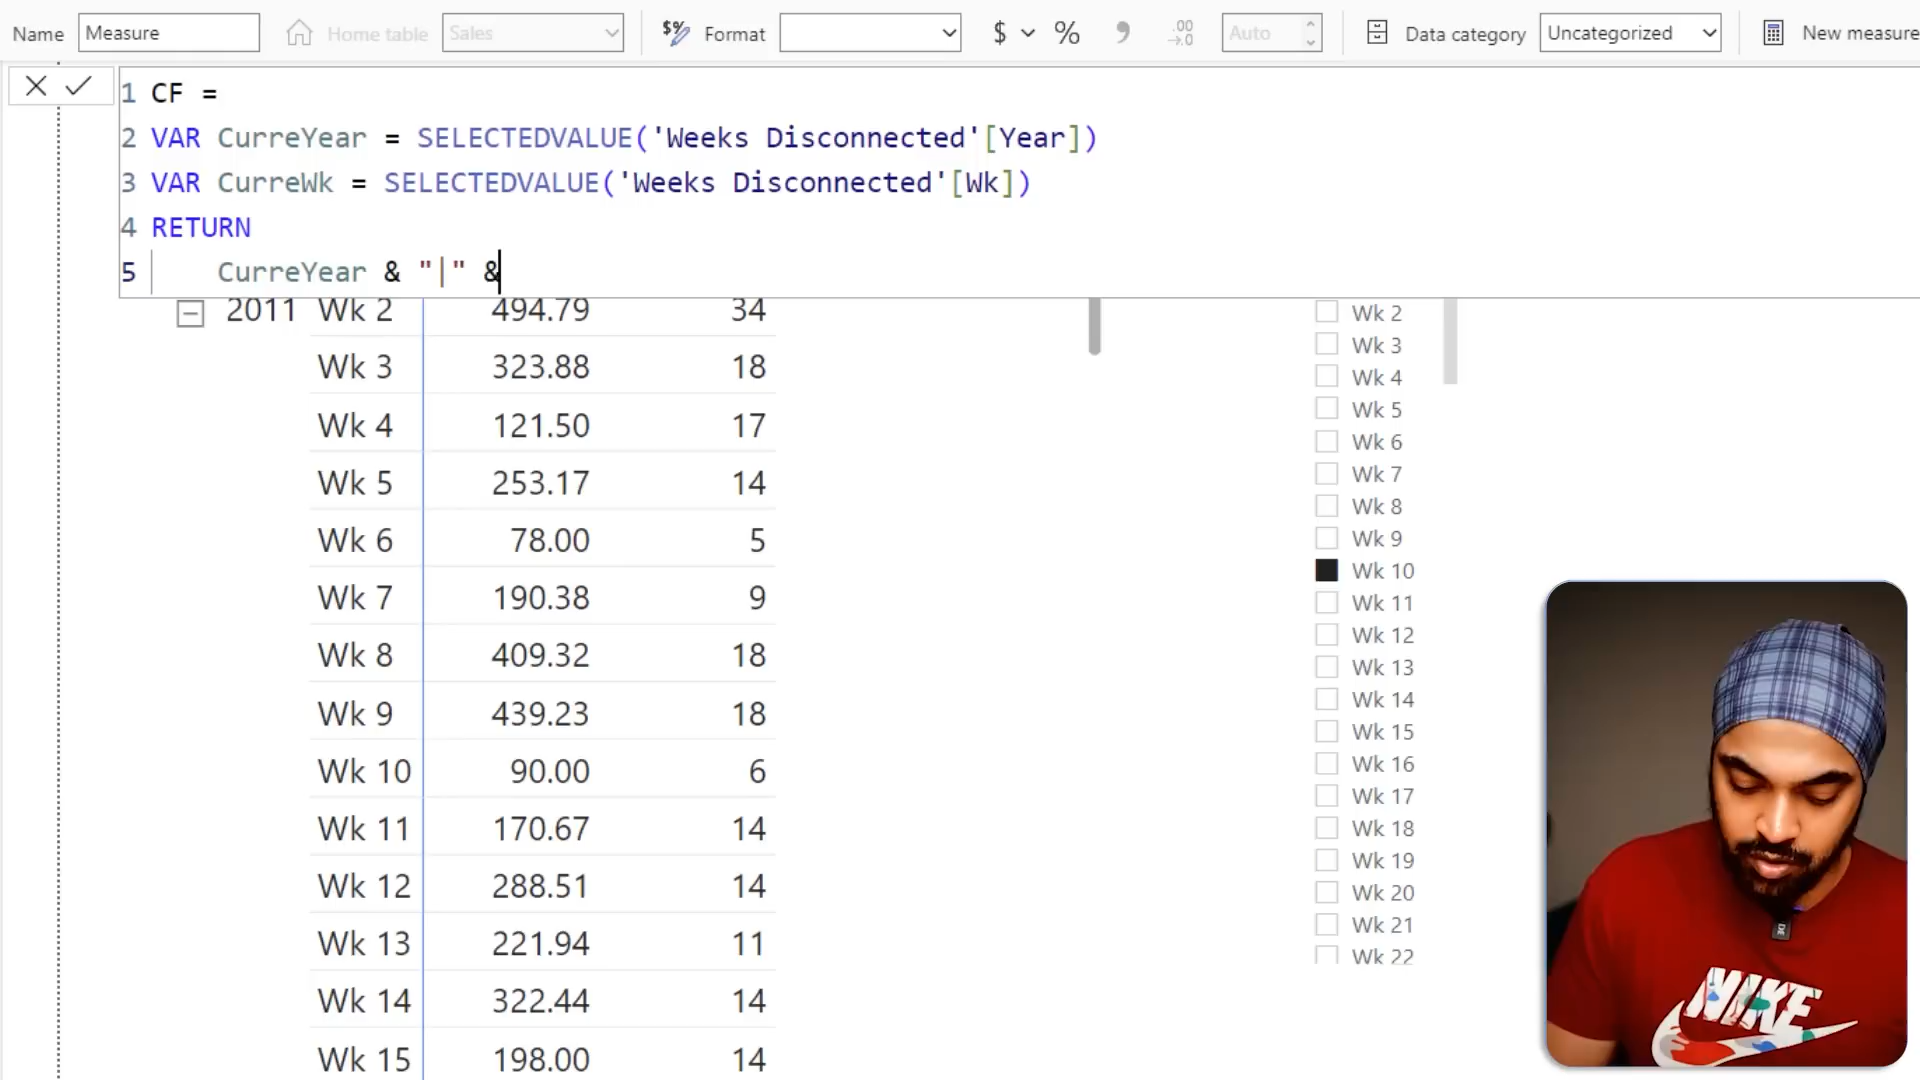 Name Measure Home table Sales Format $ % Auto Data category Uncategorized New measure
1 CF =
2 VAR CurreYear = SELECTEDVALUE('Weeks Disconnected'[Year])
3 VAR CurreWk = SELECTEDVALUE('Weeks Disconnected'[Wk])
4 RETURN
5 CurreYear & "|" &
2011 Wk 2 494.79 34
Wk 3 323.88 18
Wk 4 121.50 17
Wk 5 253.17 14
Wk 6 78.00 5
Wk 7 190.38 9
Wk 8 409.32 18
Wk 9 439.23 18
Wk 10 90.00 6
Wk 11 170.67 14
Wk 12 288.51 14
Wk 13 221.94 11
Wk 14 322.44 14
Wk 15 198.00 14
Wk 2
Wk 3
Wk 4
Wk 5
Wk 6
Wk 7
Wk 8
Wk 9
Wk 10
Wk 11
Wk 12
Wk 13
Wk 14
Wk 15
Wk 16
Wk 17
Wk 18
Wk 19
Wk 20
Wk 21
Wk 22
NIKE